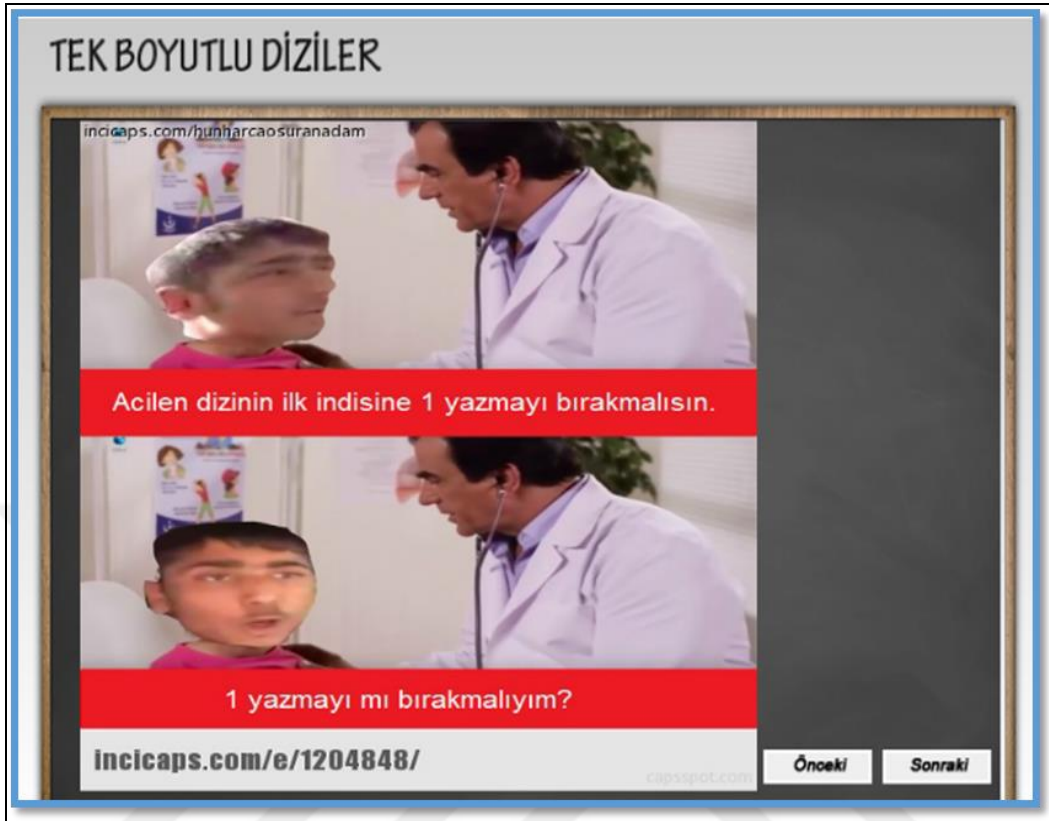 TEK BOYUTLU DİZİLER
incicaps.com/hunharcaosuranadam
Acilen dizinin ilk indisine 1 yazmayı bırakmalısın.
1 yazmayı mı bırakmalıyım?
incicaps.com/e/1204848/
capsspot.com
Önceki
Sonraki